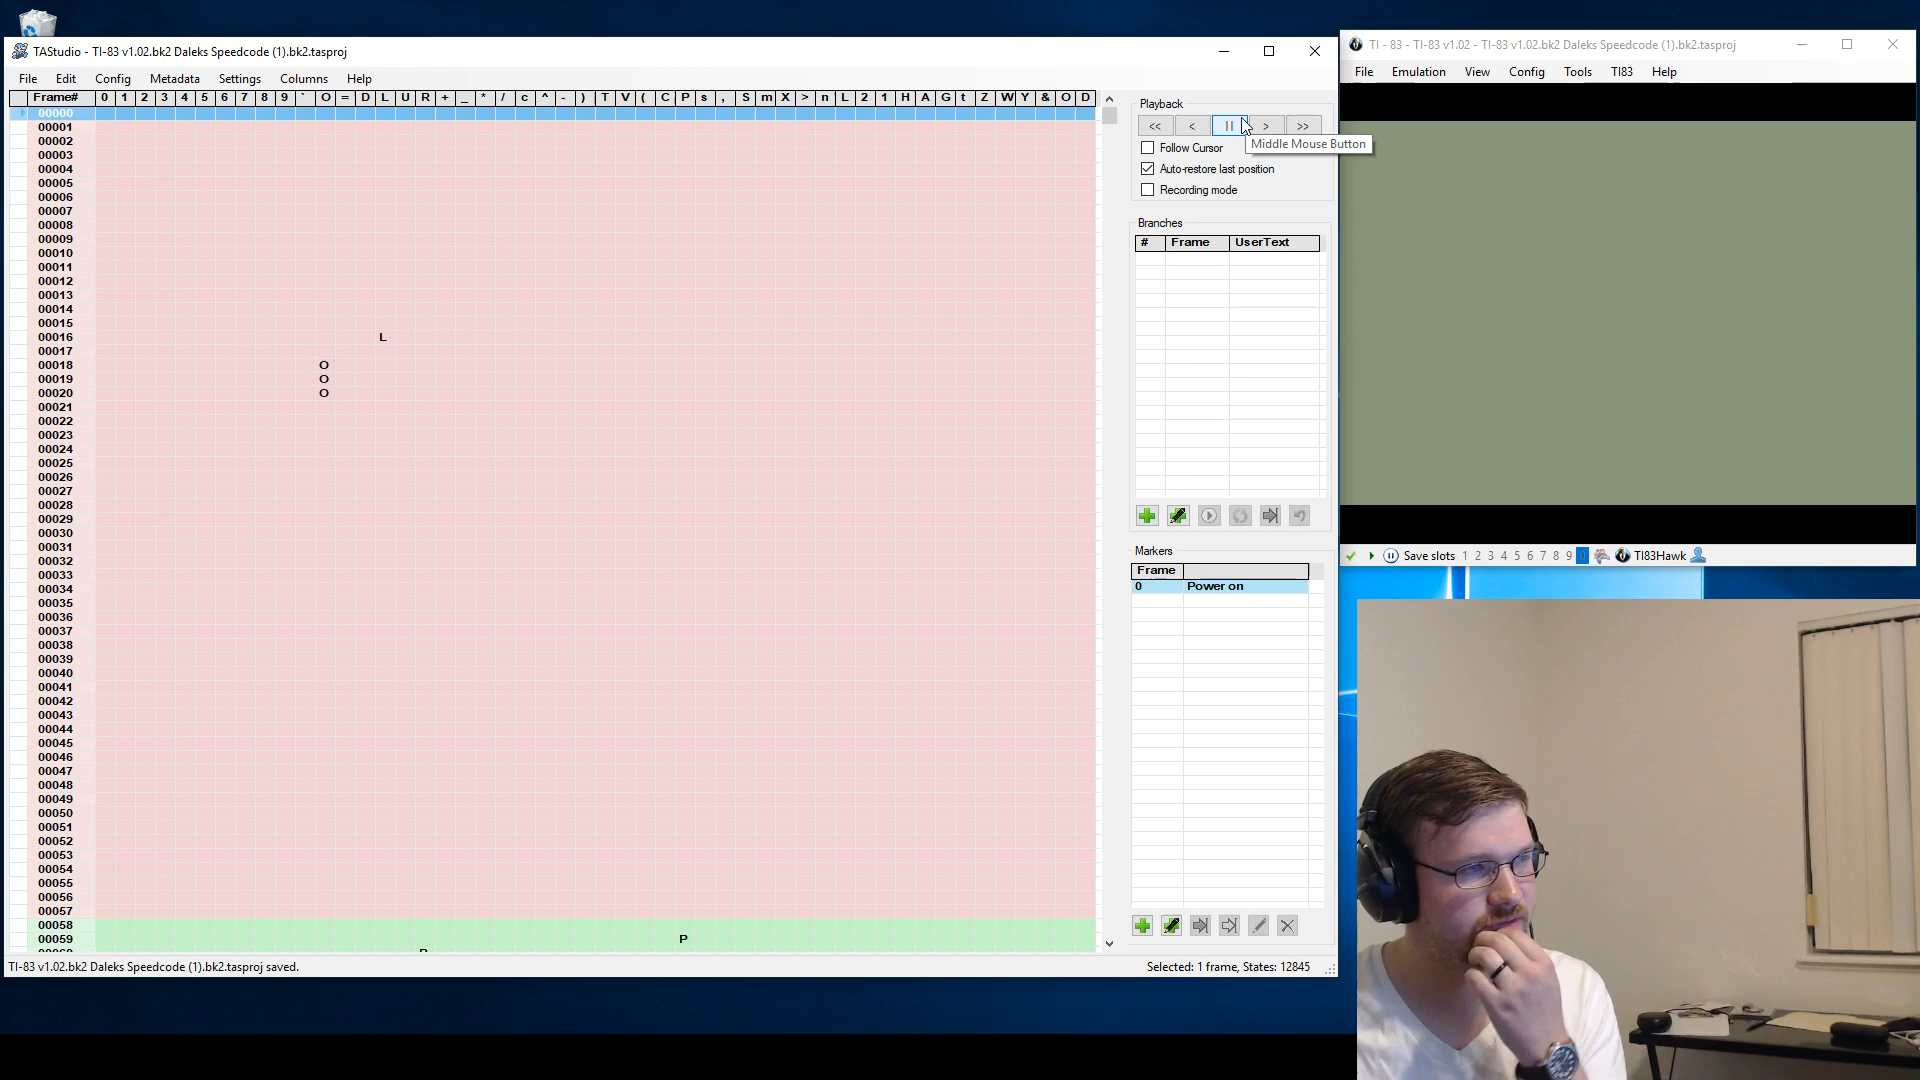 TAStudio - TI-83 v1.02.bk2 Daleks Speedcode (1).bk2.tasproj
File Edit Config Metadata Settings Columns Help
Frame# 0 1 2 3 4 5 6 7 8 9 ` O = D L U R + _ * / c ^ - ) T V ( C P s , S m X > n L 2 1 H A G t Z W Y & O D
00000
00001
00002
00003
00004
00005
00006
00007
00008
00009
00010
00011
00012
00013
00014
00015
00016 L
00017
00018 O
00019 O
00020 O
00021
00022
00023
00024
00025
00026
00027
00028
00029
00030
00031
00032
00033
00034
00035
00036
00037
00038
00039
00040
00041
00042
00043
00044
00045
00046
00047
00048
00049
00050
00051
00052
00053
00054
00055
00056
00057
00058
00059 P
TI-83 v1.02.bk2 Daleks Speedcode (1).bk2.tasproj saved.
Selected: 1 frame, States: 12845
Playback
<< < || > >>
Middle Mouse Button
Follow Cursor
Auto-restore last position
Recording mode
Branches
# Frame UserText
Markers
Frame
0 Power on
TI - 83 - TI-83 v1.02 - TI-83 v1.02.bk2 Daleks Speedcode (1).bk2.tasproj
File Emulation View Config Tools TI83 Help
Save slots 1 2 3 4 5 6 7 8 9 0 TI83Hawk